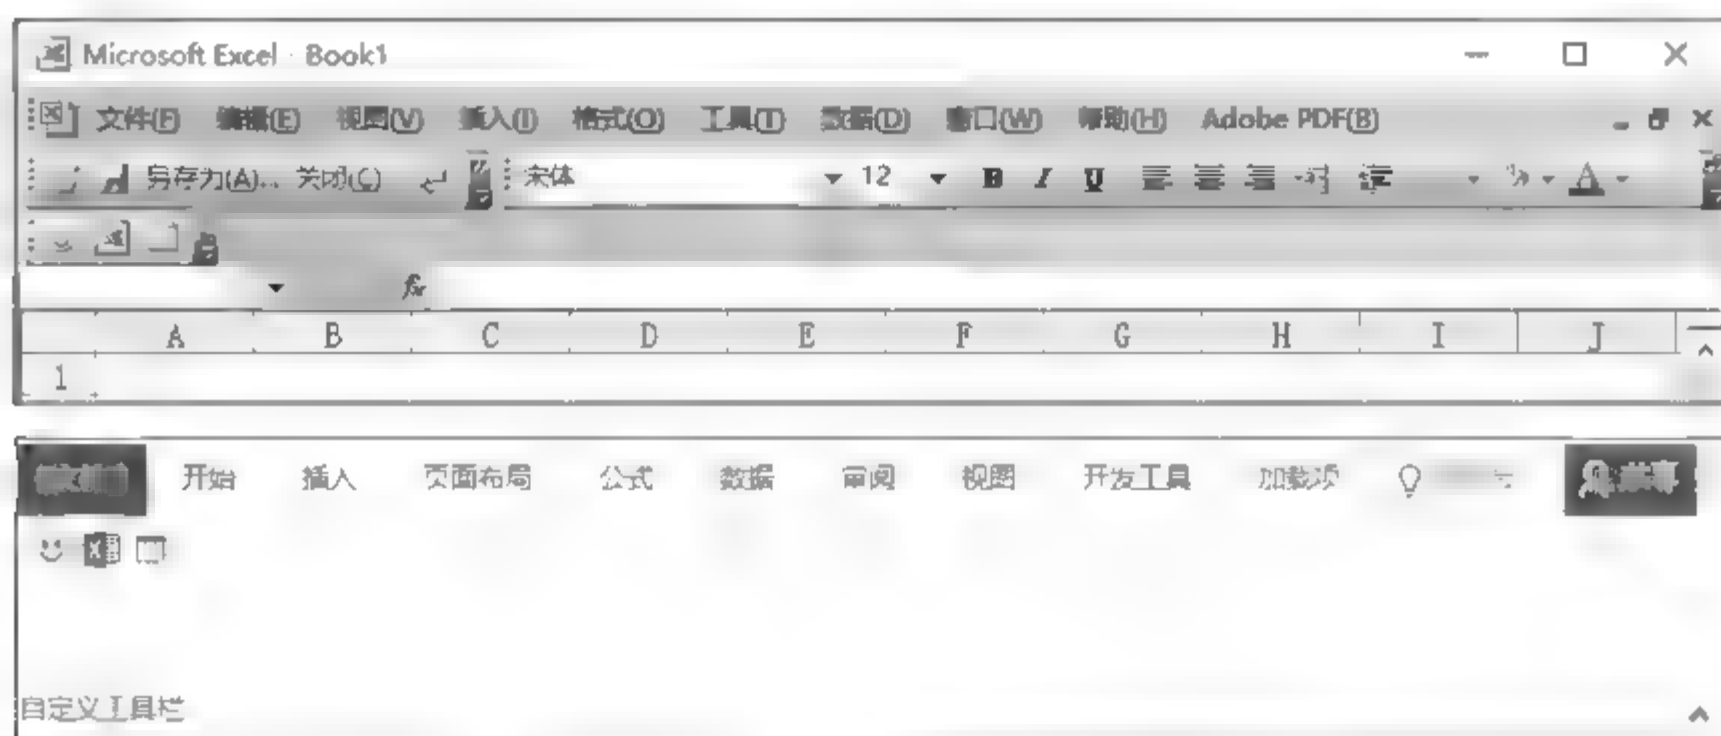 Microsoft Excel - Book1
文件(F) 编辑(E) 视图(V) 插入(I) 格式(O) 工具(T) 数据(D) 窗口(W) 帮助(H) Adobe PDF(B)
另存为(A)... 关闭(C) 宋体 12 B I U A
fx
A B C D E F G H I J
1
开始 插入 页面布局 公式 数据 审阅 视图 开发工具 加载项 共享
自定义工具栏